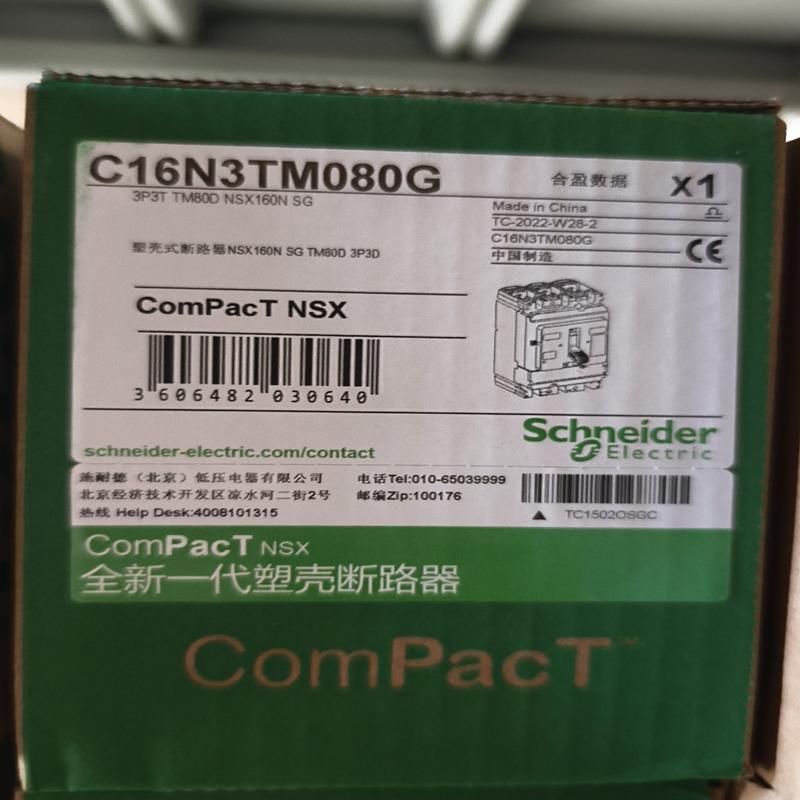 C16N3TM080G
3P3T TM80D NSX160N SG
合盈数据 X1
Made in China
TC-2022-W28-2
C16N3TM080G
中国制造
CE
塑壳式断路器NSX160N SG TM80D 3P3D
ComPacT NSX
3 606482 030640
schneider-electric.com/contact
Schneider
Electric
施耐德（北京）低压电器有限公司 电话Tel:010-65039999
北京经济技术开发区凉水河二街2号 邮编Zip:100176
热线 Help Desk:4008101315
TC1502OSGC
ComPacT NSX
全新一代塑壳断路器
ComPacT™